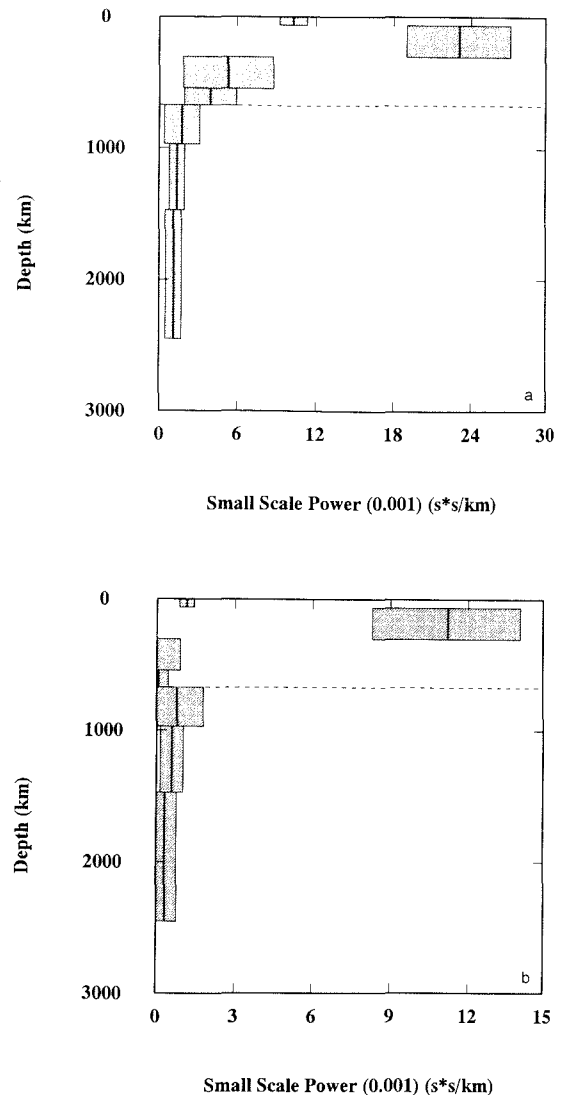 0
1000
2000
3000
Depth (km)
a
0 6 12 18 24 30
Small Scale Power (0.001) (s*s/km)
0
1000
2000
3000
Depth (km)
b
0 3 6 9 12 15
Small Scale Power (0.001) (s*s/km)